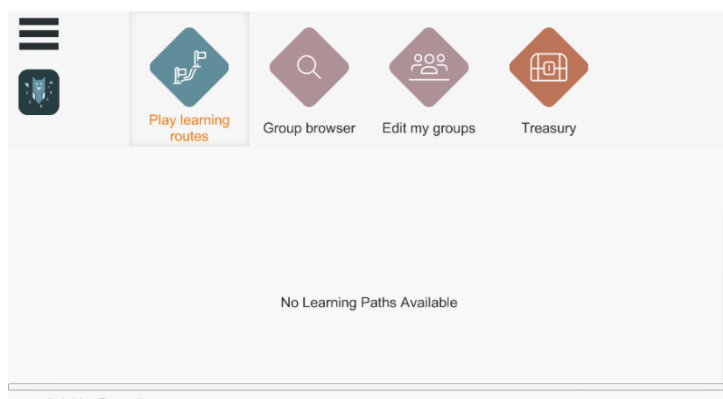 Play learning
routes
Group browser
Edit my groups
Treasury
No Learning Paths Available